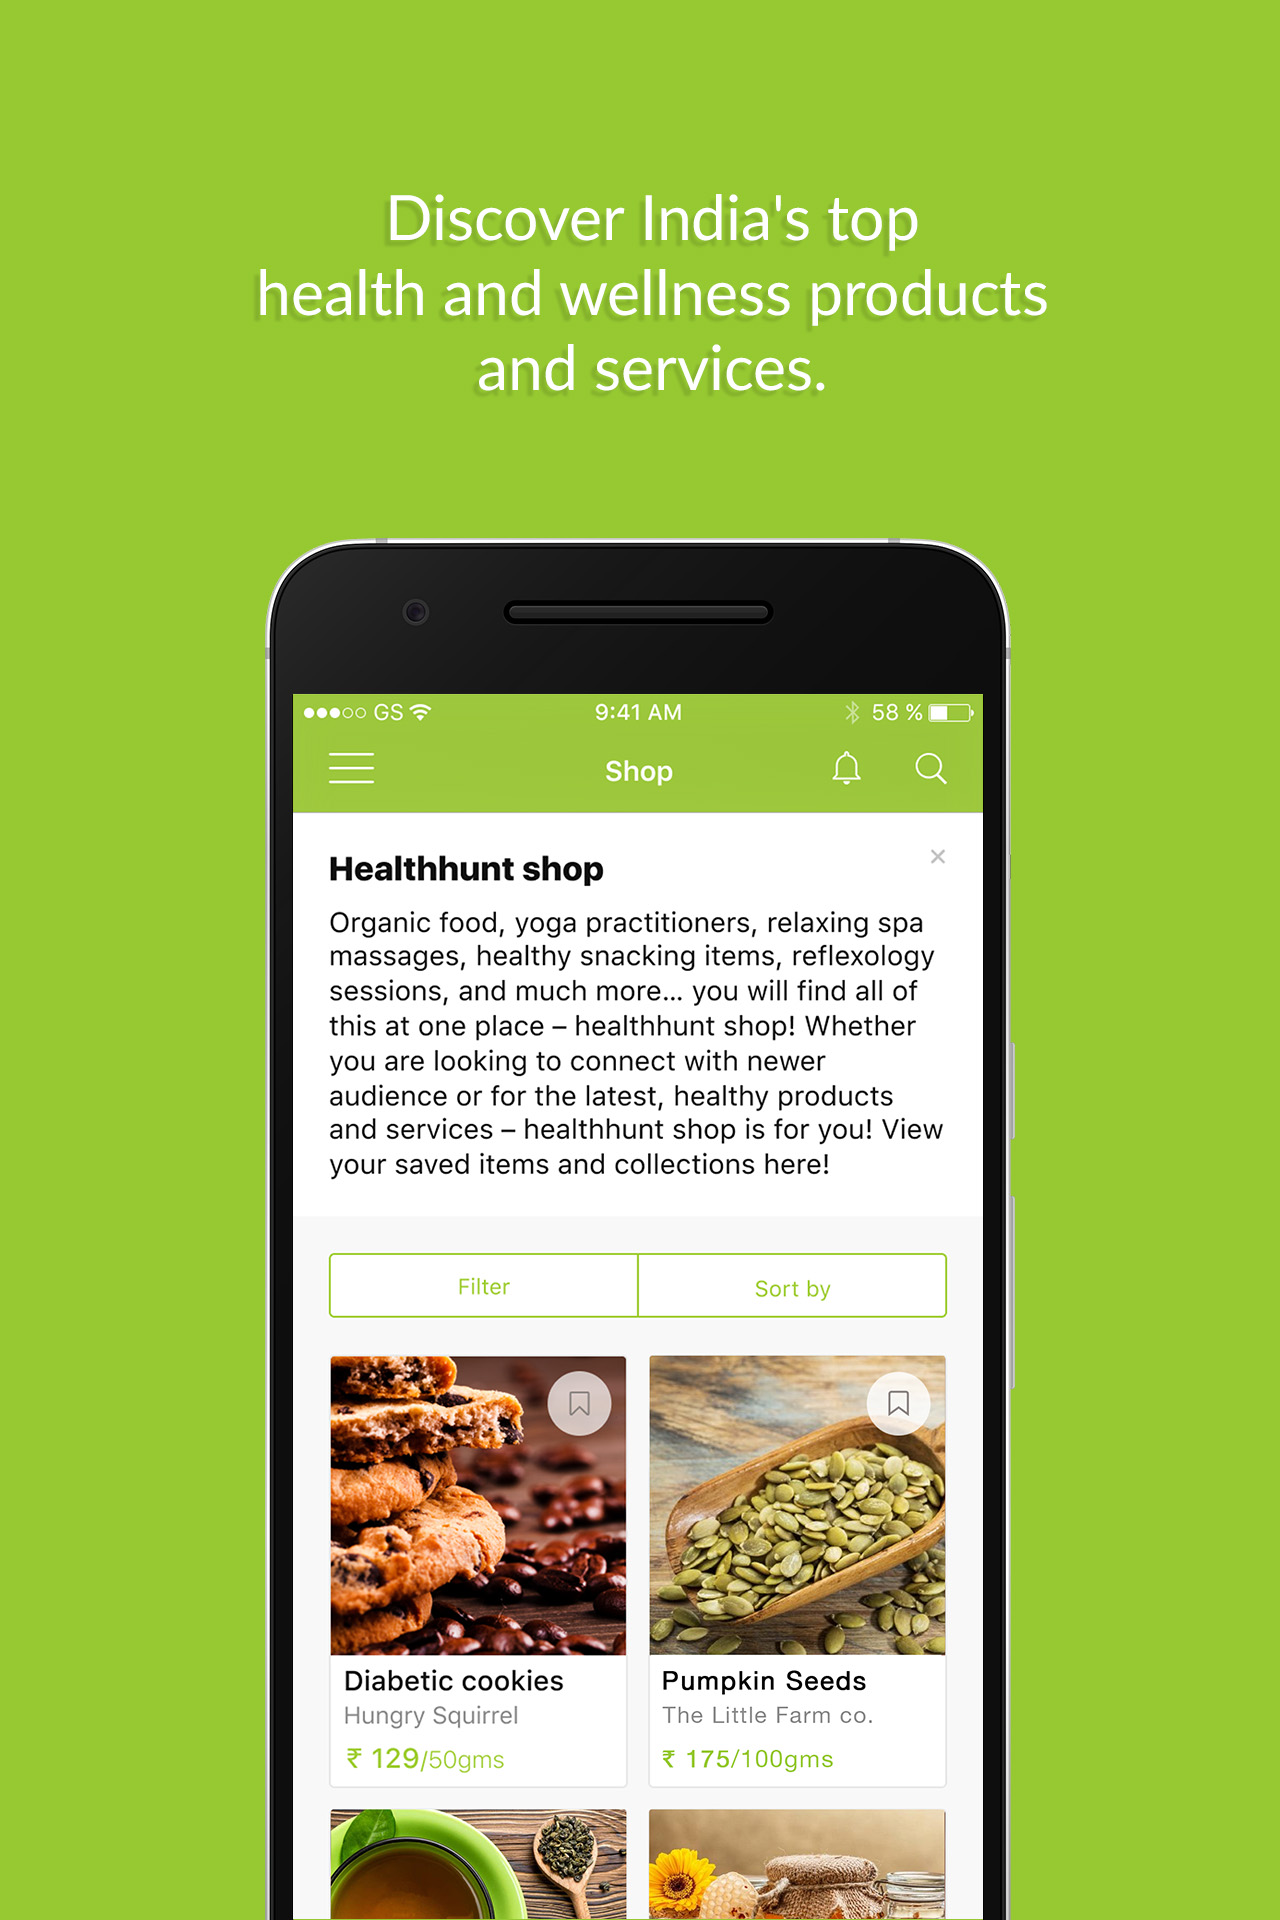 Discover India's top
health and wellness products
and services.
GS 9:41 AM 58 %
Shop
Healthhunt shop
Organic food, yoga practitioners, relaxing spa
massages, healthy snacking items, reflexology
sessions, and much more... you will find all of
this at one place – healthhunt shop! Whether
you are looking to connect with newer
audience or for the latest, healthy products
and services – healthhunt shop is for you! View
your saved items and collections here!
Filter Sort by
Diabetic cookies
Hungry Squirrel
₹ 129/50gms
Pumpkin Seeds
The Little Farm co.
₹ 175/100gms